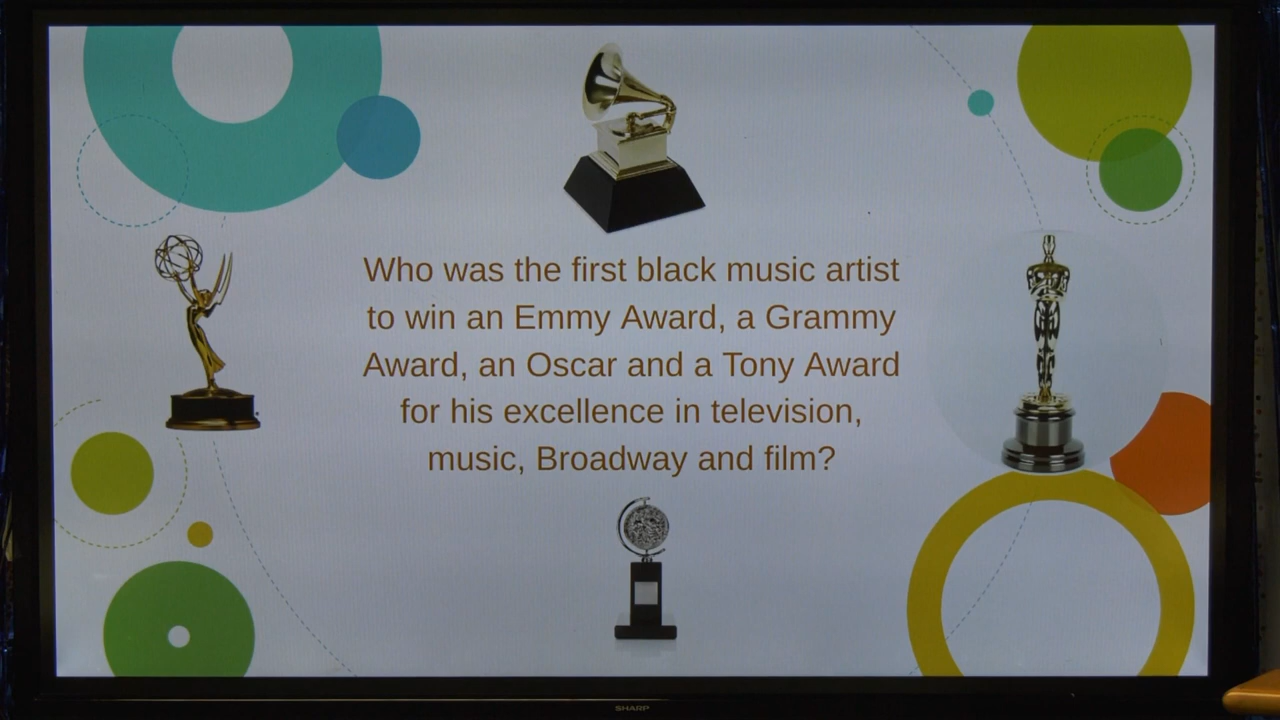 Who was the first black music artist
to win an Emmy Award, a Grammy
Award, an Oscar and a Tony Award
for his excellence in television,
music, Broadway and film?
SHARP